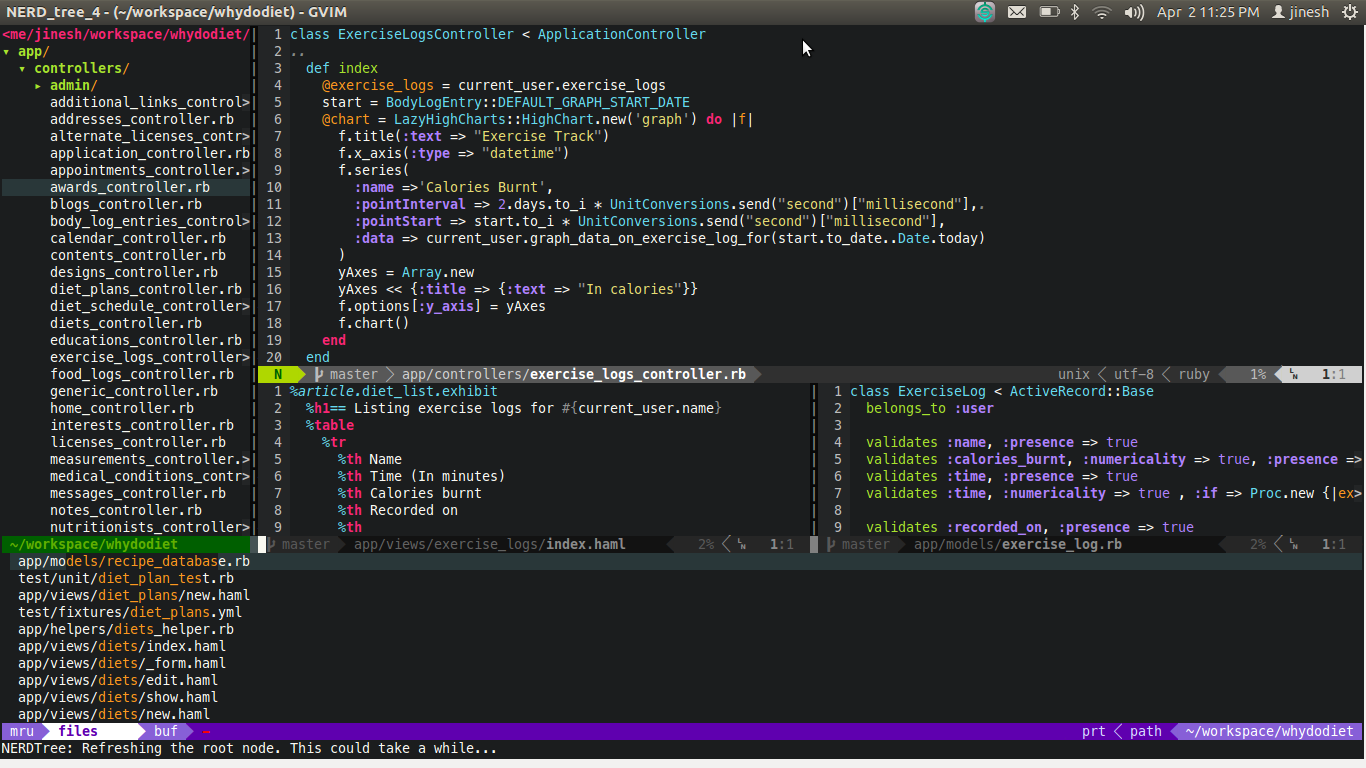 NERD_tree_4 - (~/workspace/whydodiet) - GVIM
Apr 2 11:25 PM jinesh
<me/jinesh/workspace/whydodiet/
▾ app/
▾ controllers/
▸ admin/
additional_links_control>
addresses_controller.rb
alternate_licenses_contr>
application_controller.rb
appointments_controller.>
awards_controller.rb
blogs_controller.rb
body_log_entries_control>
calendar_controller.rb
contents_controller.rb
designs_controller.rb
diet_plans_controller.rb
diet_schedule_controller>
diets_controller.rb
educations_controller.rb
exercise_logs_controller>
food_logs_controller.rb
generic_controller.rb
home_controller.rb
interests_controller.rb
licenses_controller.rb
measurements_controller.>
medical_conditions_contr>
messages_controller.rb
notes_controller.rb
nutritionists_controller>
~/workspace/whydodiet
1 class ExerciseLogsController < ApplicationController
2 ..
3 def index
4 @exercise_logs = current_user.exercise_logs
5 start = BodyLogEntry::DEFAULT_GRAPH_START_DATE
6 @chart = LazyHighCharts::HighChart.new('graph') do |f|
7 f.title(:text => "Exercise Track")
8 f.x_axis(:type => "datetime")
9 f.series(
10 :name =>'Calories Burnt',
11 :pointInterval => 2.days.to_i * UnitConversions.send("second")["millisecond"],.
12 :pointStart => start.to_i * UnitConversions.send("second")["millisecond"],
13 :data => current_user.graph_data_on_exercise_log_for(start.to_date..Date.today)
14 )
15 yAxes = Array.new
16 yAxes << {:title => {:text => "In calories"}}
17 f.options[:y_axis] = yAxes
18 f.chart()
19 end
20 end
N master app/controllers/exercise_logs_controller.rb unix utf-8 ruby 1% LN 1:1
1 %article.diet_list.exhibit
2 %h1== Listing exercise logs for #{current_user.name}
3 %table
4 %tr
5 %th Name
6 %th Time (In minutes)
7 %th Calories burnt
8 %th Recorded on
9 %th
master app/views/exercise_logs/index.haml 2% LN 1:1
1 class ExerciseLog < ActiveRecord::Base
2 belongs_to :user
3
4 validates :name, :presence => true
5 validates :calories_burnt, :numericality => true, :presence =>
6 validates :time, :presence => true
7 validates :time, :numericality => true , :if => Proc.new {|ex>
8
9 validates :recorded_on, :presence => true
master app/models/exercise_log.rb 2% LN 1:1
app/models/recipe_database.rb
test/unit/diet_plan_test.rb
app/views/diet_plans/new.haml
test/fixtures/diet_plans.yml
app/helpers/diets_helper.rb
app/views/diets/index.haml
app/views/diets/_form.haml
app/views/diets/edit.haml
app/views/diets/show.haml
app/views/diets/new.haml
mru files buf - prt path ~/workspace/whydodiet
NERDTree: Refreshing the root node. This could take a while...